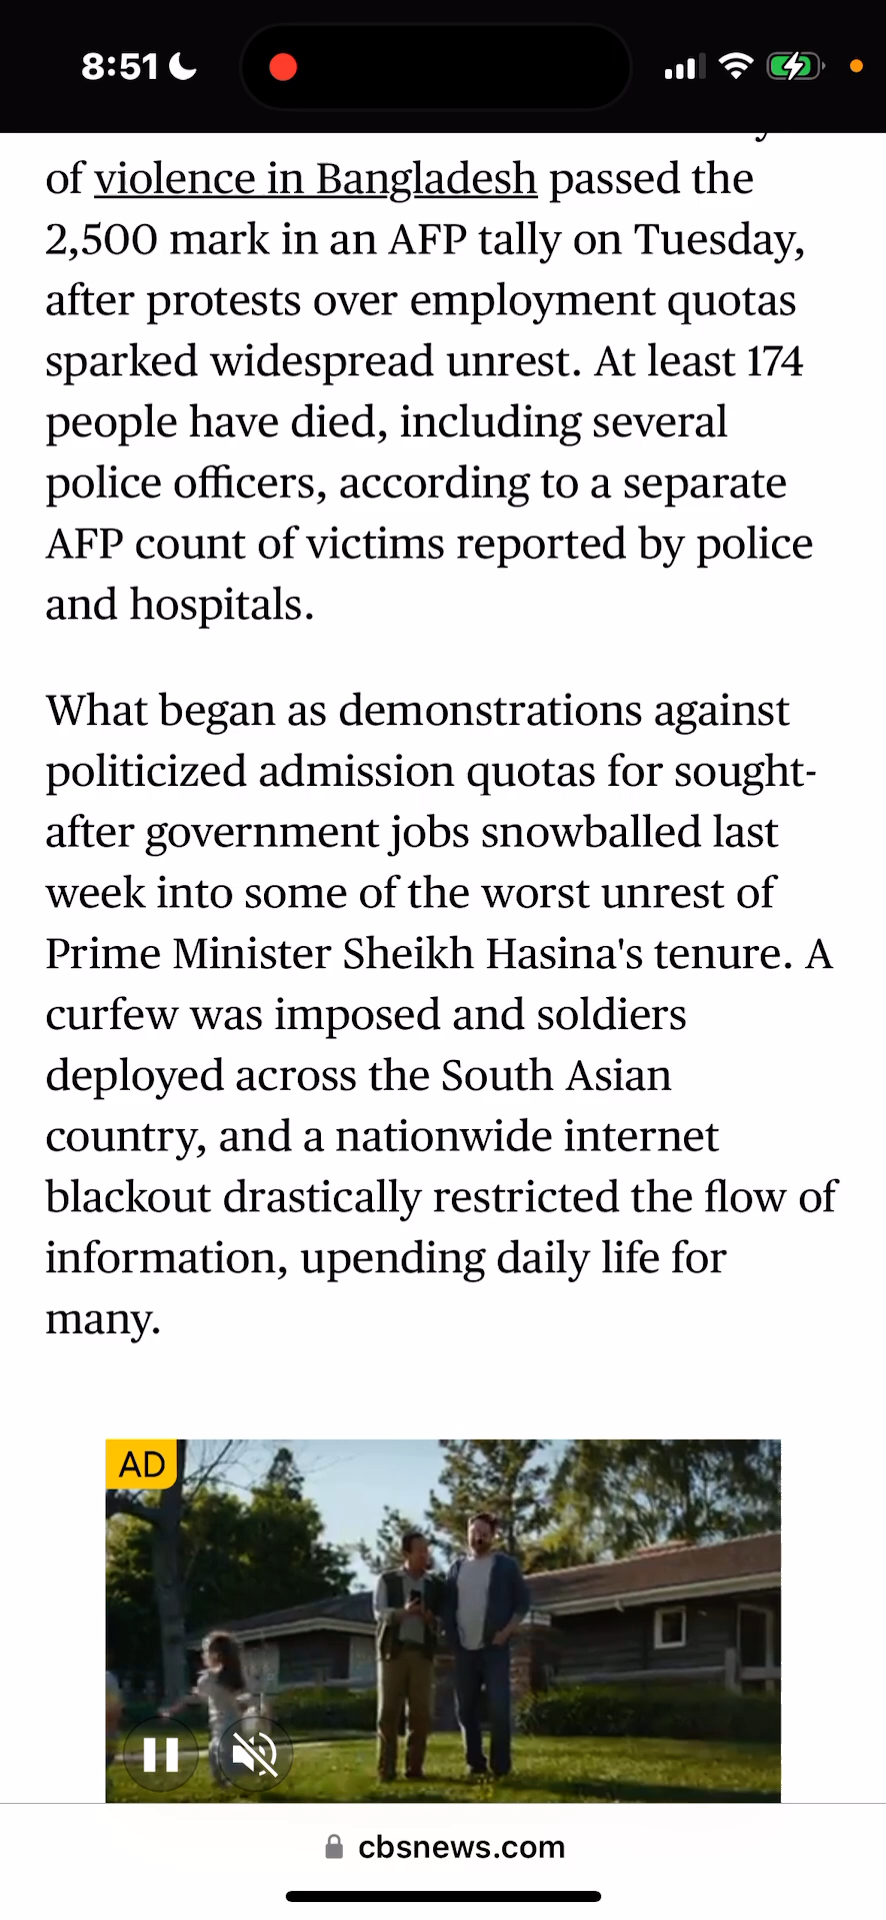 8:51
of violence in Bangladesh passed the
2,500 mark in an AFP tally on Tuesday,
after protests over employment quotas
sparked widespread unrest. At least 174
people have died, including several
police officers, according to a separate
AFP count of victims reported by police
and hospitals.
What began as demonstrations against
politicized admission quotas for sought-
after government jobs snowballed last
week into some of the worst unrest of
Prime Minister Sheikh Hasina's tenure. A
curfew was imposed and soldiers
deployed across the South Asian
country, and a nationwide internet
blackout drastically restricted the flow of
information, upending daily life for
many.
AD
cbsnews.com